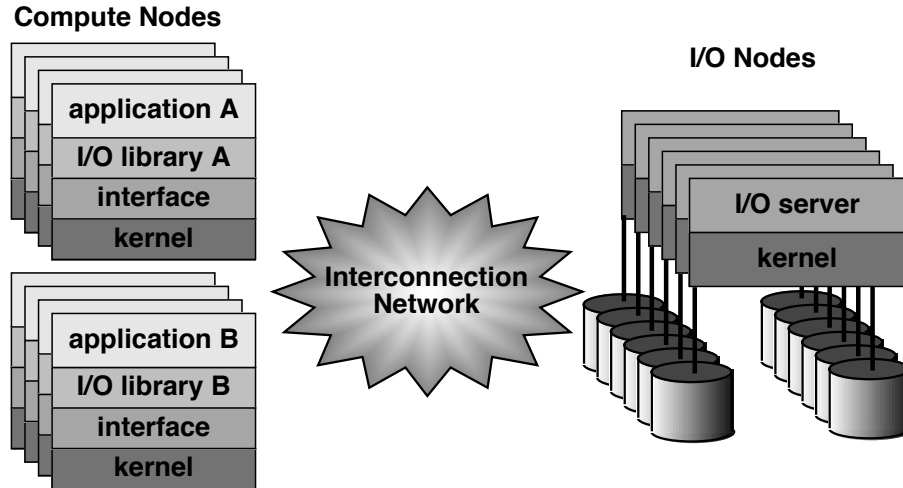 Compute Nodes
application A
I/O library A
interface
kernel
application B
I/O library B
interface
kernel
Interconnection
Network
I/O Nodes
I/O server
kernel